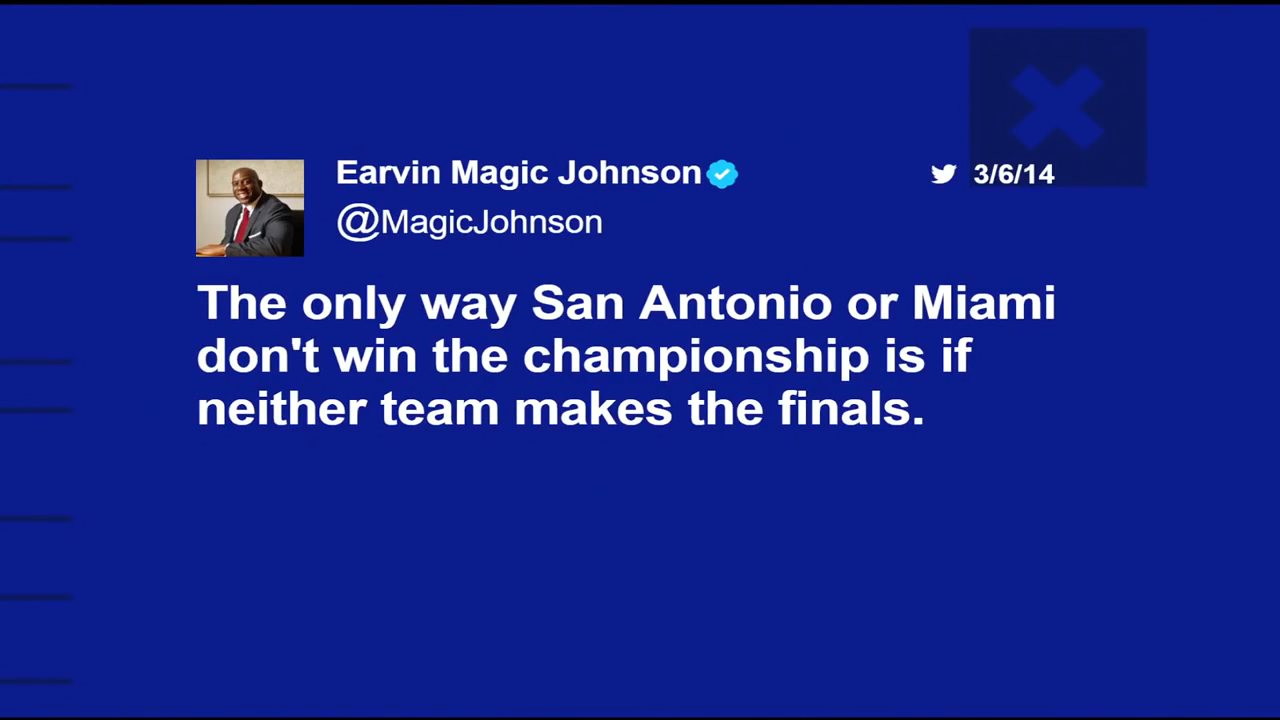 Earvin Magic Johnson
3/6/14
@MagicJohnson
The only way San Antonio or Miami
don't win the championship is if
neither team makes the finals.